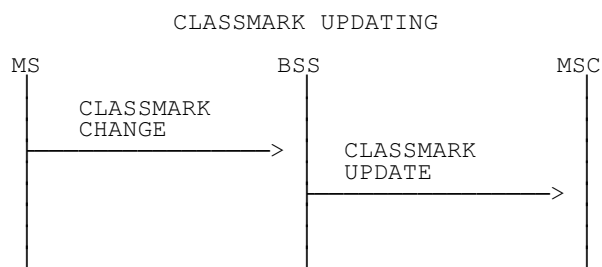 CLASSMARK UPDATING
MS BSS MSC
CLASSMARK
CHANGE
CLASSMARK
UPDATE